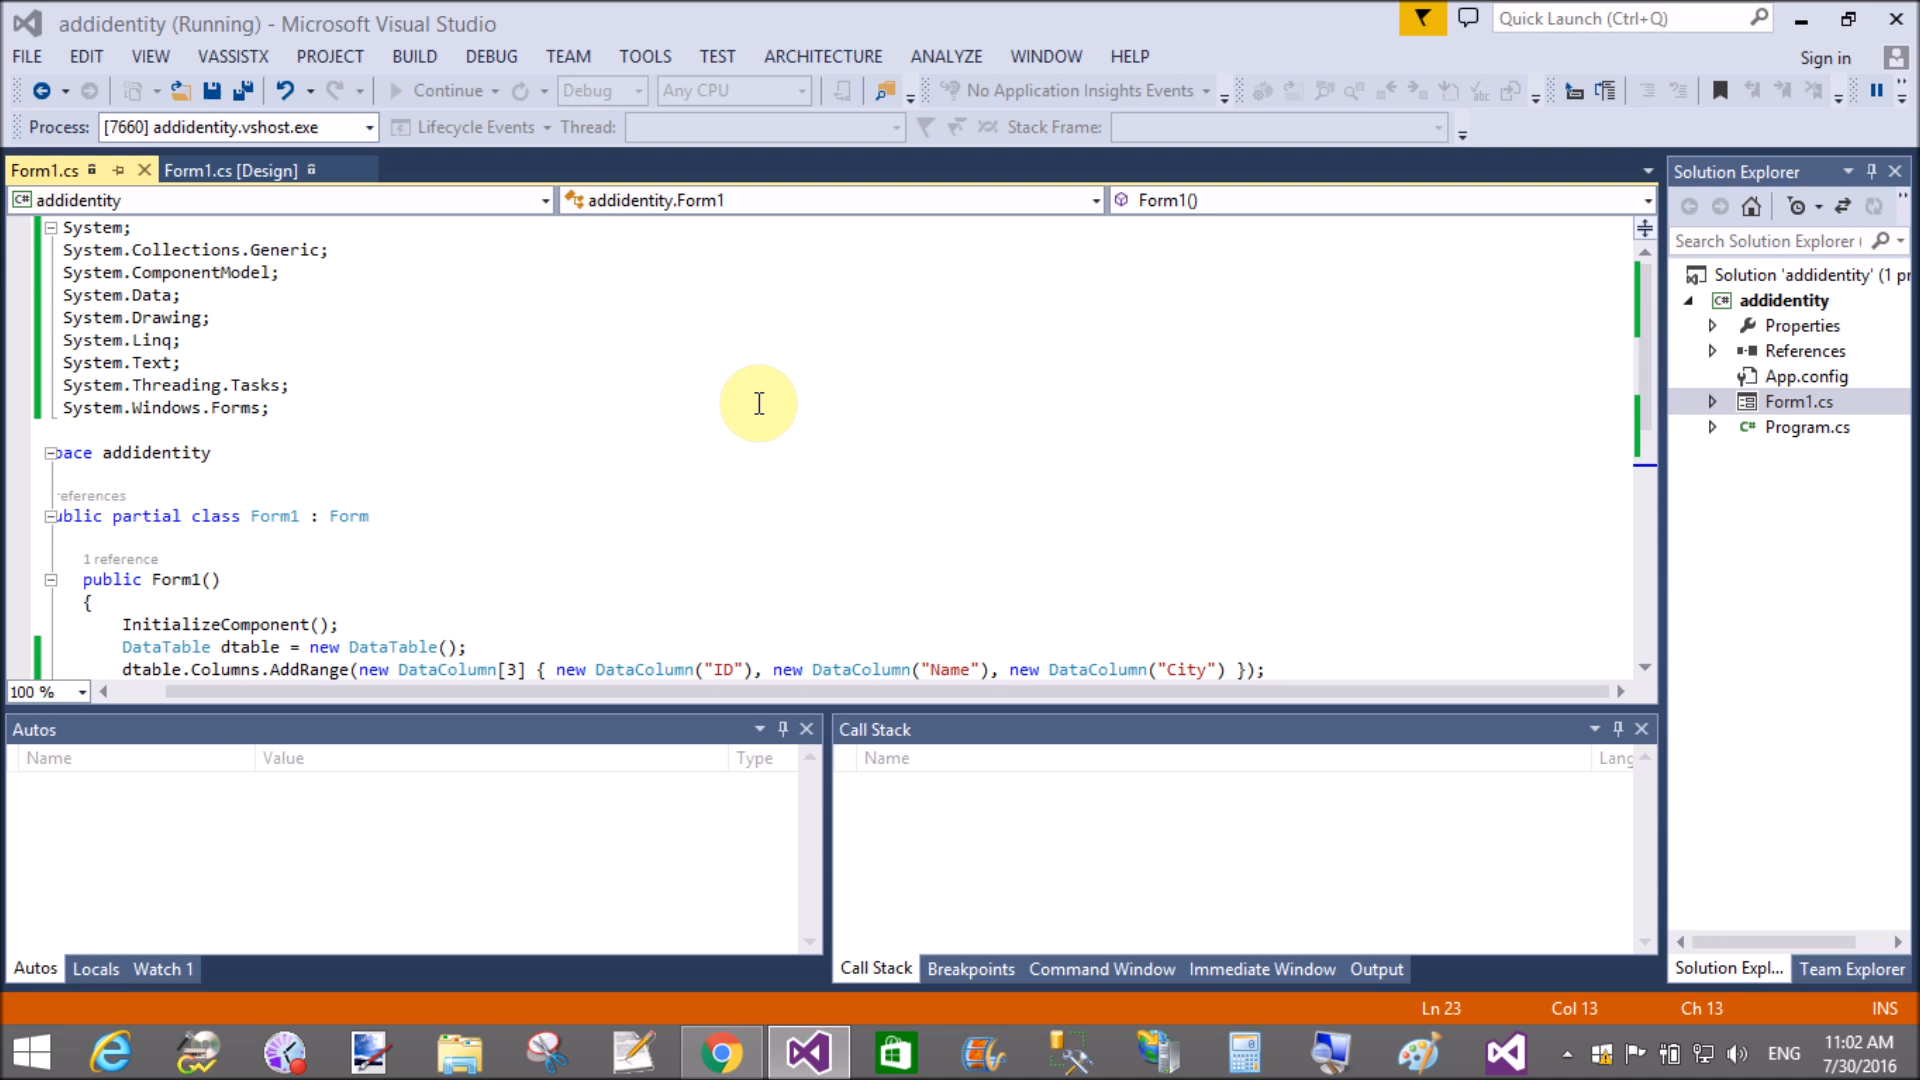 addidentity (Running) - Microsoft Visual Studio
Quick Launch (Ctrl+Q)
FILE EDIT VIEW VASSISTX PROJECT BUILD DEBUG TEAM TOOLS TEST ARCHITECTURE ANALYZE WINDOW HELP
Sign in
Continue Debug Any CPU No Application Insights Events
Process: [7660] addidentity.vshost.exe Lifecycle Events Thread: Stack Frame:
Form1.cs Form1.cs [Design]
addidentity addidentity.Form1 Form1()
System;
System.Collections.Generic;
System.ComponentModel;
System.Data;
System.Drawing;
System.Linq;
System.Text;
System.Threading.Tasks;
System.Windows.Forms;
pace addidentity
references
ublic partial class Form1 : Form
1 reference
public Form1()
{
InitializeComponent();
DataTable dtable = new DataTable();
dtable.Columns.AddRange(new DataColumn[3] { new DataColumn("ID"), new DataColumn("Name"), new DataColumn("City") });
100 %
Solution Explorer
Search Solution Explorer (
Solution 'addidentity' (1 pr
C# addidentity
Properties
References
App.config
Form1.cs
C# Program.cs
Autos
Name Value Type
Call Stack
Name Lang
Autos Locals Watch 1
Call Stack Breakpoints Command Window Immediate Window Output
Solution Expl... Team Explorer
Ln 23 Col 13 Ch 13 INS
ENG
11:02 AM
7/30/2016